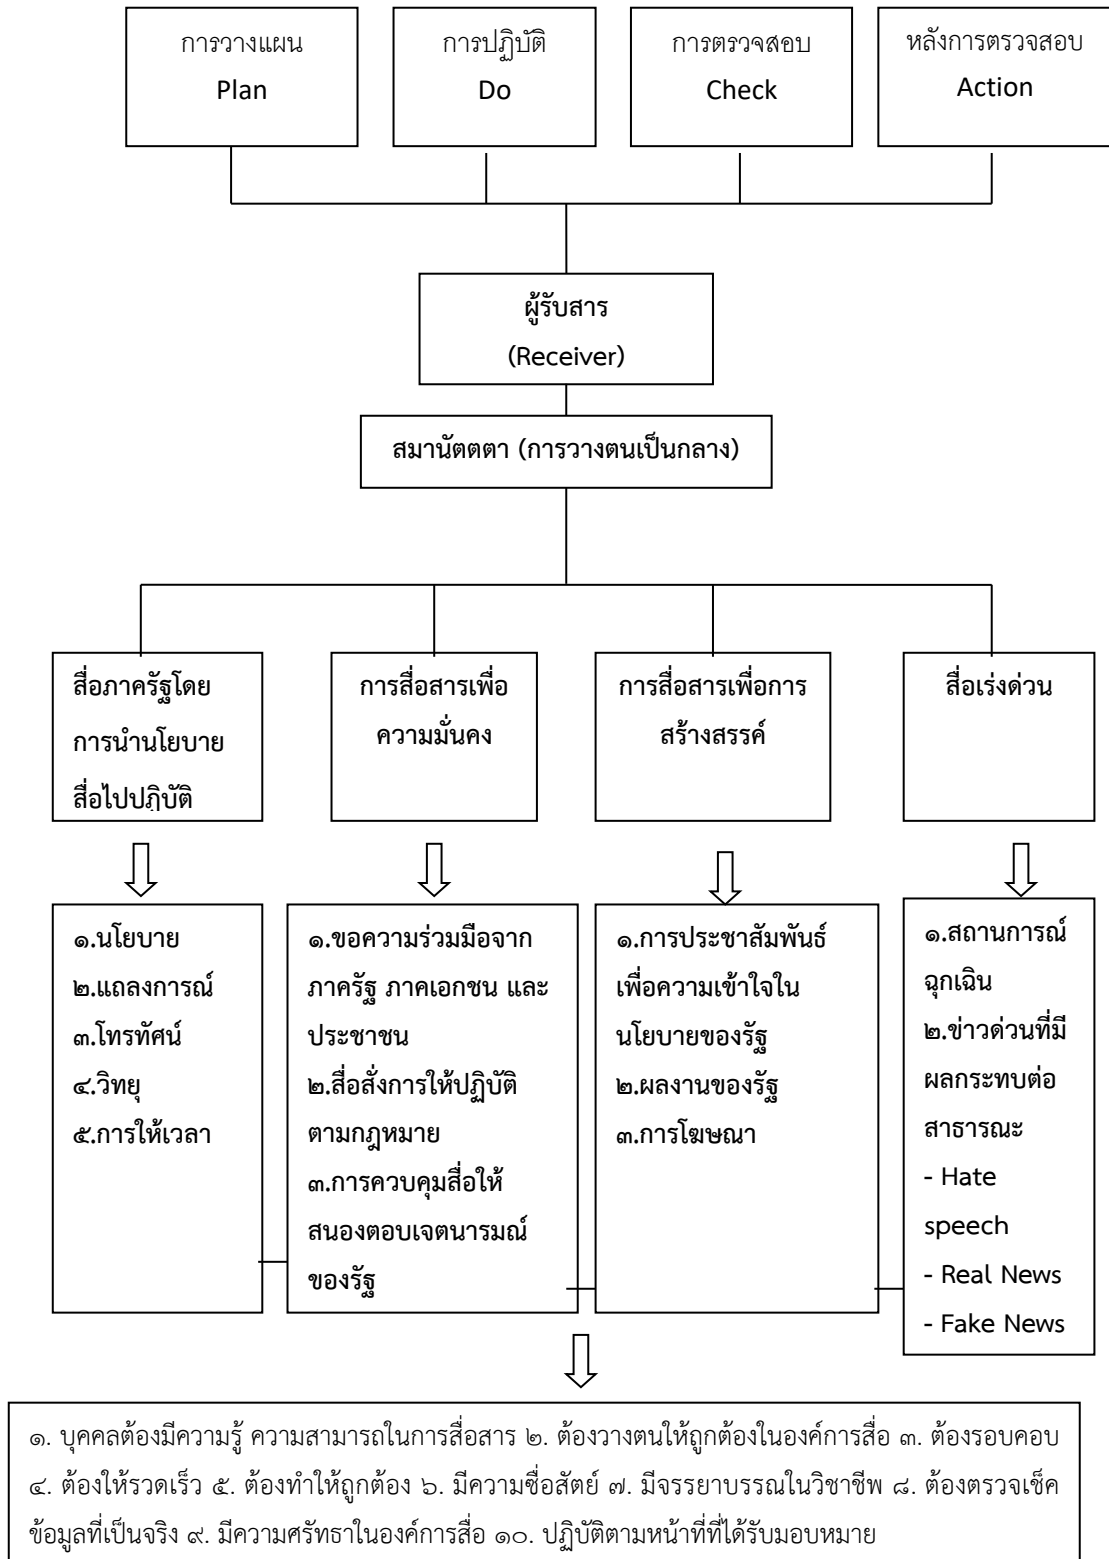 การวางแผน
Plan
การปฏิบัติ
Do
การตรวจสอบ
Check
หลังการตรวจสอบ
Action
ผู้รับสาร
(Receiver)
สมานัตตตา (การวางตนเป็นกลาง)
สื่อภาครัฐโดย
การนำนโยบาย
สื่อไปปฏิบัติ
การสื่อสารเพื่อ
ความมั่นคง
การสื่อสารเพื่อการ
สร้างสรรค์
สื่อเร่งด่วน
๑.นโยบาย
๒.แถลงการณ์
๓.โทรทัศน์
๔.วิทยุ
๕.การให้เวลา
๑.ขอความร่วมมือจาก
ภาครัฐ ภาคเอกชน และ
ประชาชน
๒.สื่อสั่งการให้ปฏิบัติ
ตามกฎหมาย
๓.การควบคุมสื่อให้
สนองตอบเจตนารมณ์
ของรัฐ
๑.การประชาสัมพันธ์
เพื่อความเข้าใจใน
นโยบายของรัฐ
๒.ผลงานของรัฐ
๓.การโฆษณา
๑.สถานการณ์
ฉุกเฉิน
๒.ข่าวด่วนที่มี
ผลกระทบต่อ
สาธารณะ
- Hate
speech
- Real News
- Fake News
๑. บุคคลต้องมีความรู้ ความสามารถในการสื่อสาร ๒. ต้องวางตนให้ถูกต้องในองค์การสื่อ ๓. ต้องรอบคอบ
๔. ต้องให้รวดเร็ว ๕. ต้องทำให้ถูกต้อง ๖. มีความซื่อสัตย์ ๗. มีจรรยาบรรณในวิชาชีพ ๘. ต้องตรวจเช็ค
ข้อมูลที่เป็นจริง ๙. มีความศรัทธาในองค์การสื่อ ๑๐. ปฏิบัติตามหน้าที่ที่ได้รับมอบหมาย